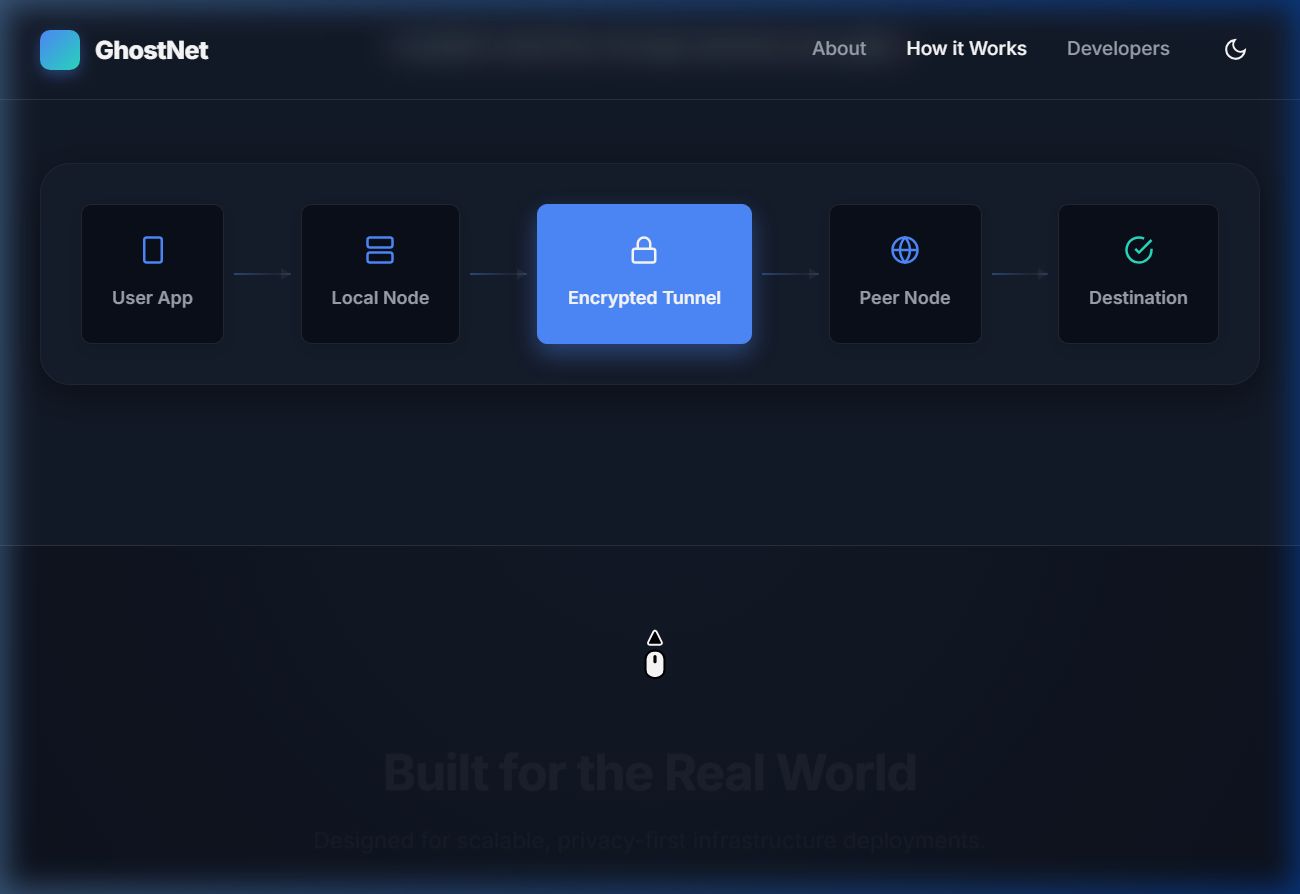 GhostNet
About
How it Works
Developers
User App
Local Node
Encrypted Tunnel
Peer Node
Destination
Built for the Real World
Designed for scalable, privacy-first infrastructure deployments.